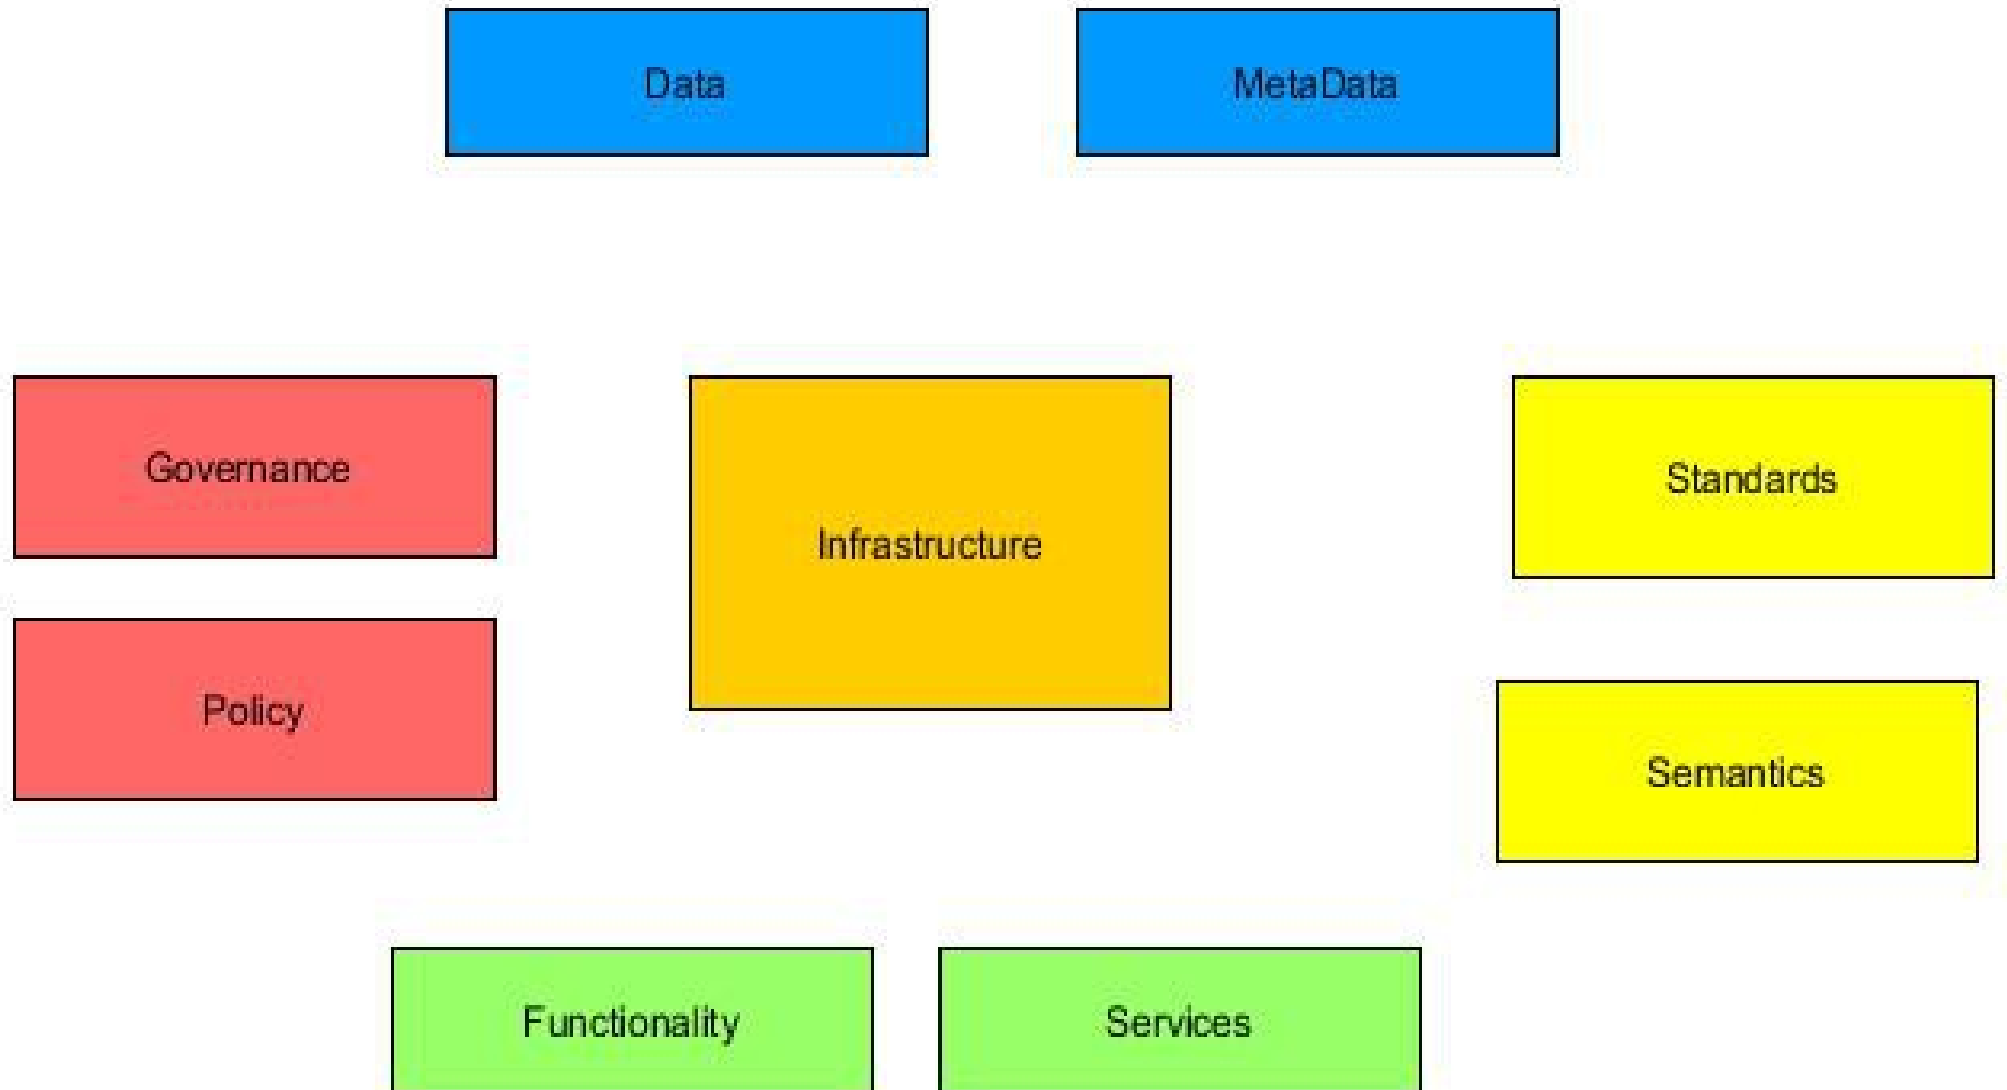 Data
MetaData
Governance
Infrastructure
Standards
Policy
Semantics
Functionality
Services